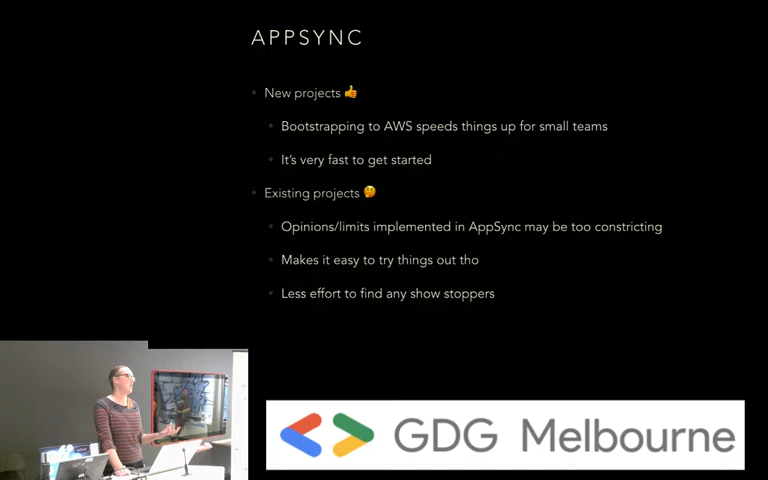 APPSYNC
New projects 👍
Bootstrapping to AWS speeds things up for small teams
It's very fast to get started
Existing projects 🤔
Opinions/limits implemented in AppSync may be too constricting
Makes it easy to try things out tho
Less effort to find any show stoppers
GDG Melbourne